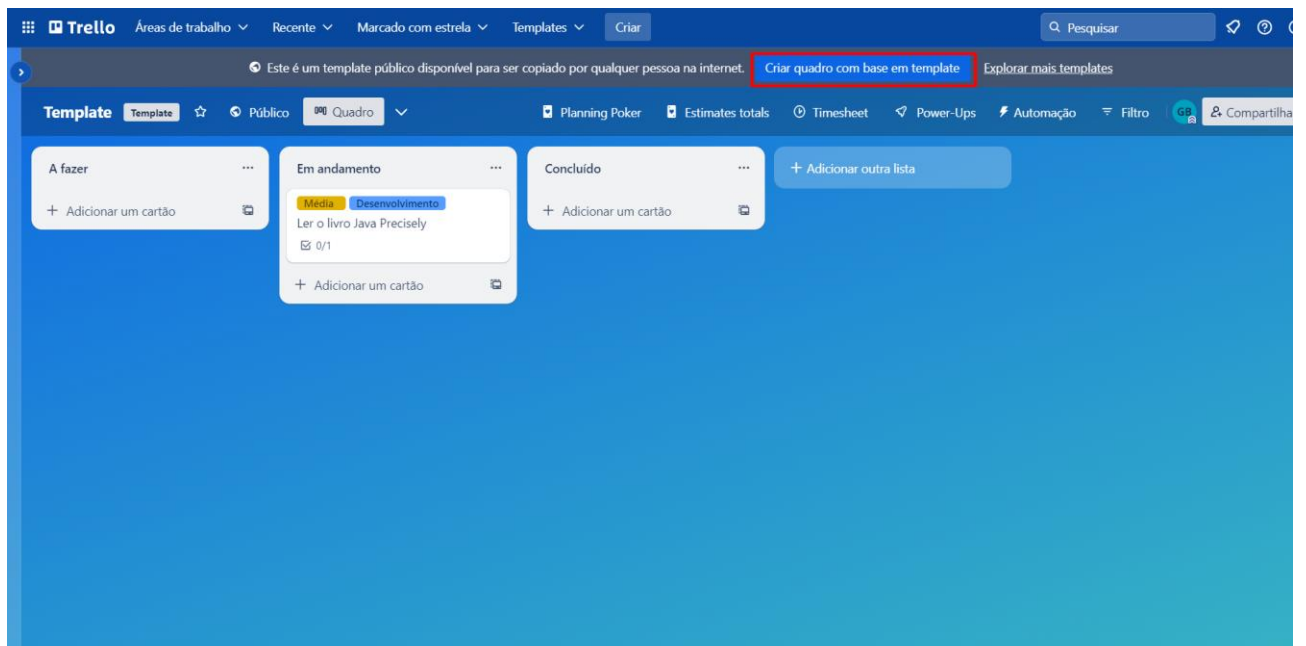 Trello Áreas de trabalho Recente Marcado com estrela Templates Criar Pesquisar
Este é um template público disponível para ser copiado por qualquer pessoa na internet. Criar quadro com base em template Explorar mais templates
Template Template Público Quadro Planning Poker Estimates totals Timesheet Power-Ups Automação Filtro GB Compartilha
A fazer
+ Adicionar um cartão
Em andamento
Média Desenvolvimento
Ler o livro Java Precisely
0/1
+ Adicionar um cartão
Concluído
+ Adicionar um cartão
+ Adicionar outra lista